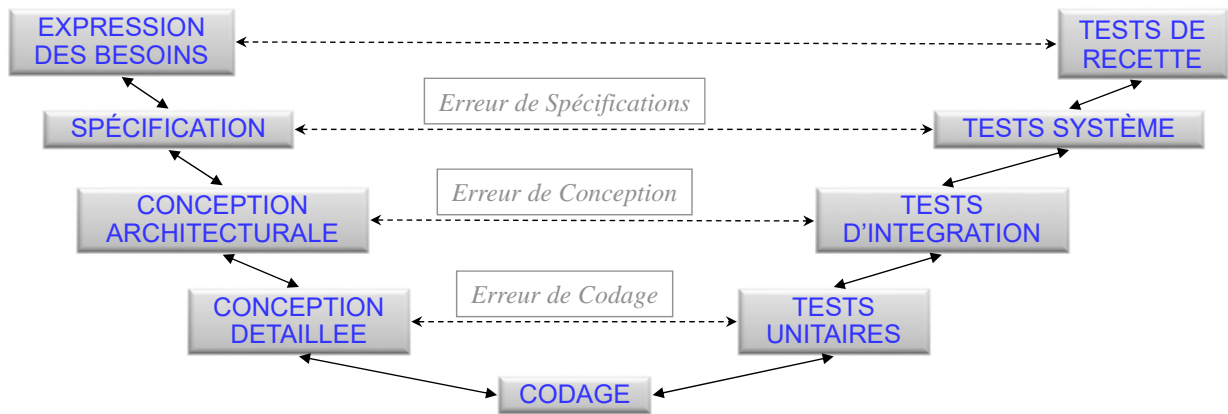 EXPRESSION
DES BESOINS
TESTS DE
RECETTE
Erreur de Spécifications
SPÉCIFICATION
TESTS SYSTÈME
Erreur de Conception
CONCEPTION
ARCHITECTURALE
TESTS
D'INTEGRATION
Erreur de Codage
CONCEPTION
DETAILLEE
TESTS
UNITAIRES
CODAGE